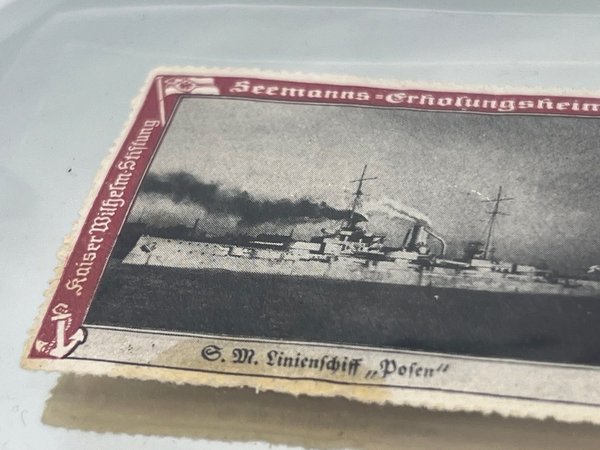 Seemanns=Erholungsheim
Kaiser Wilhelm-Stiftung
S. M. Linienschiff „Posen“